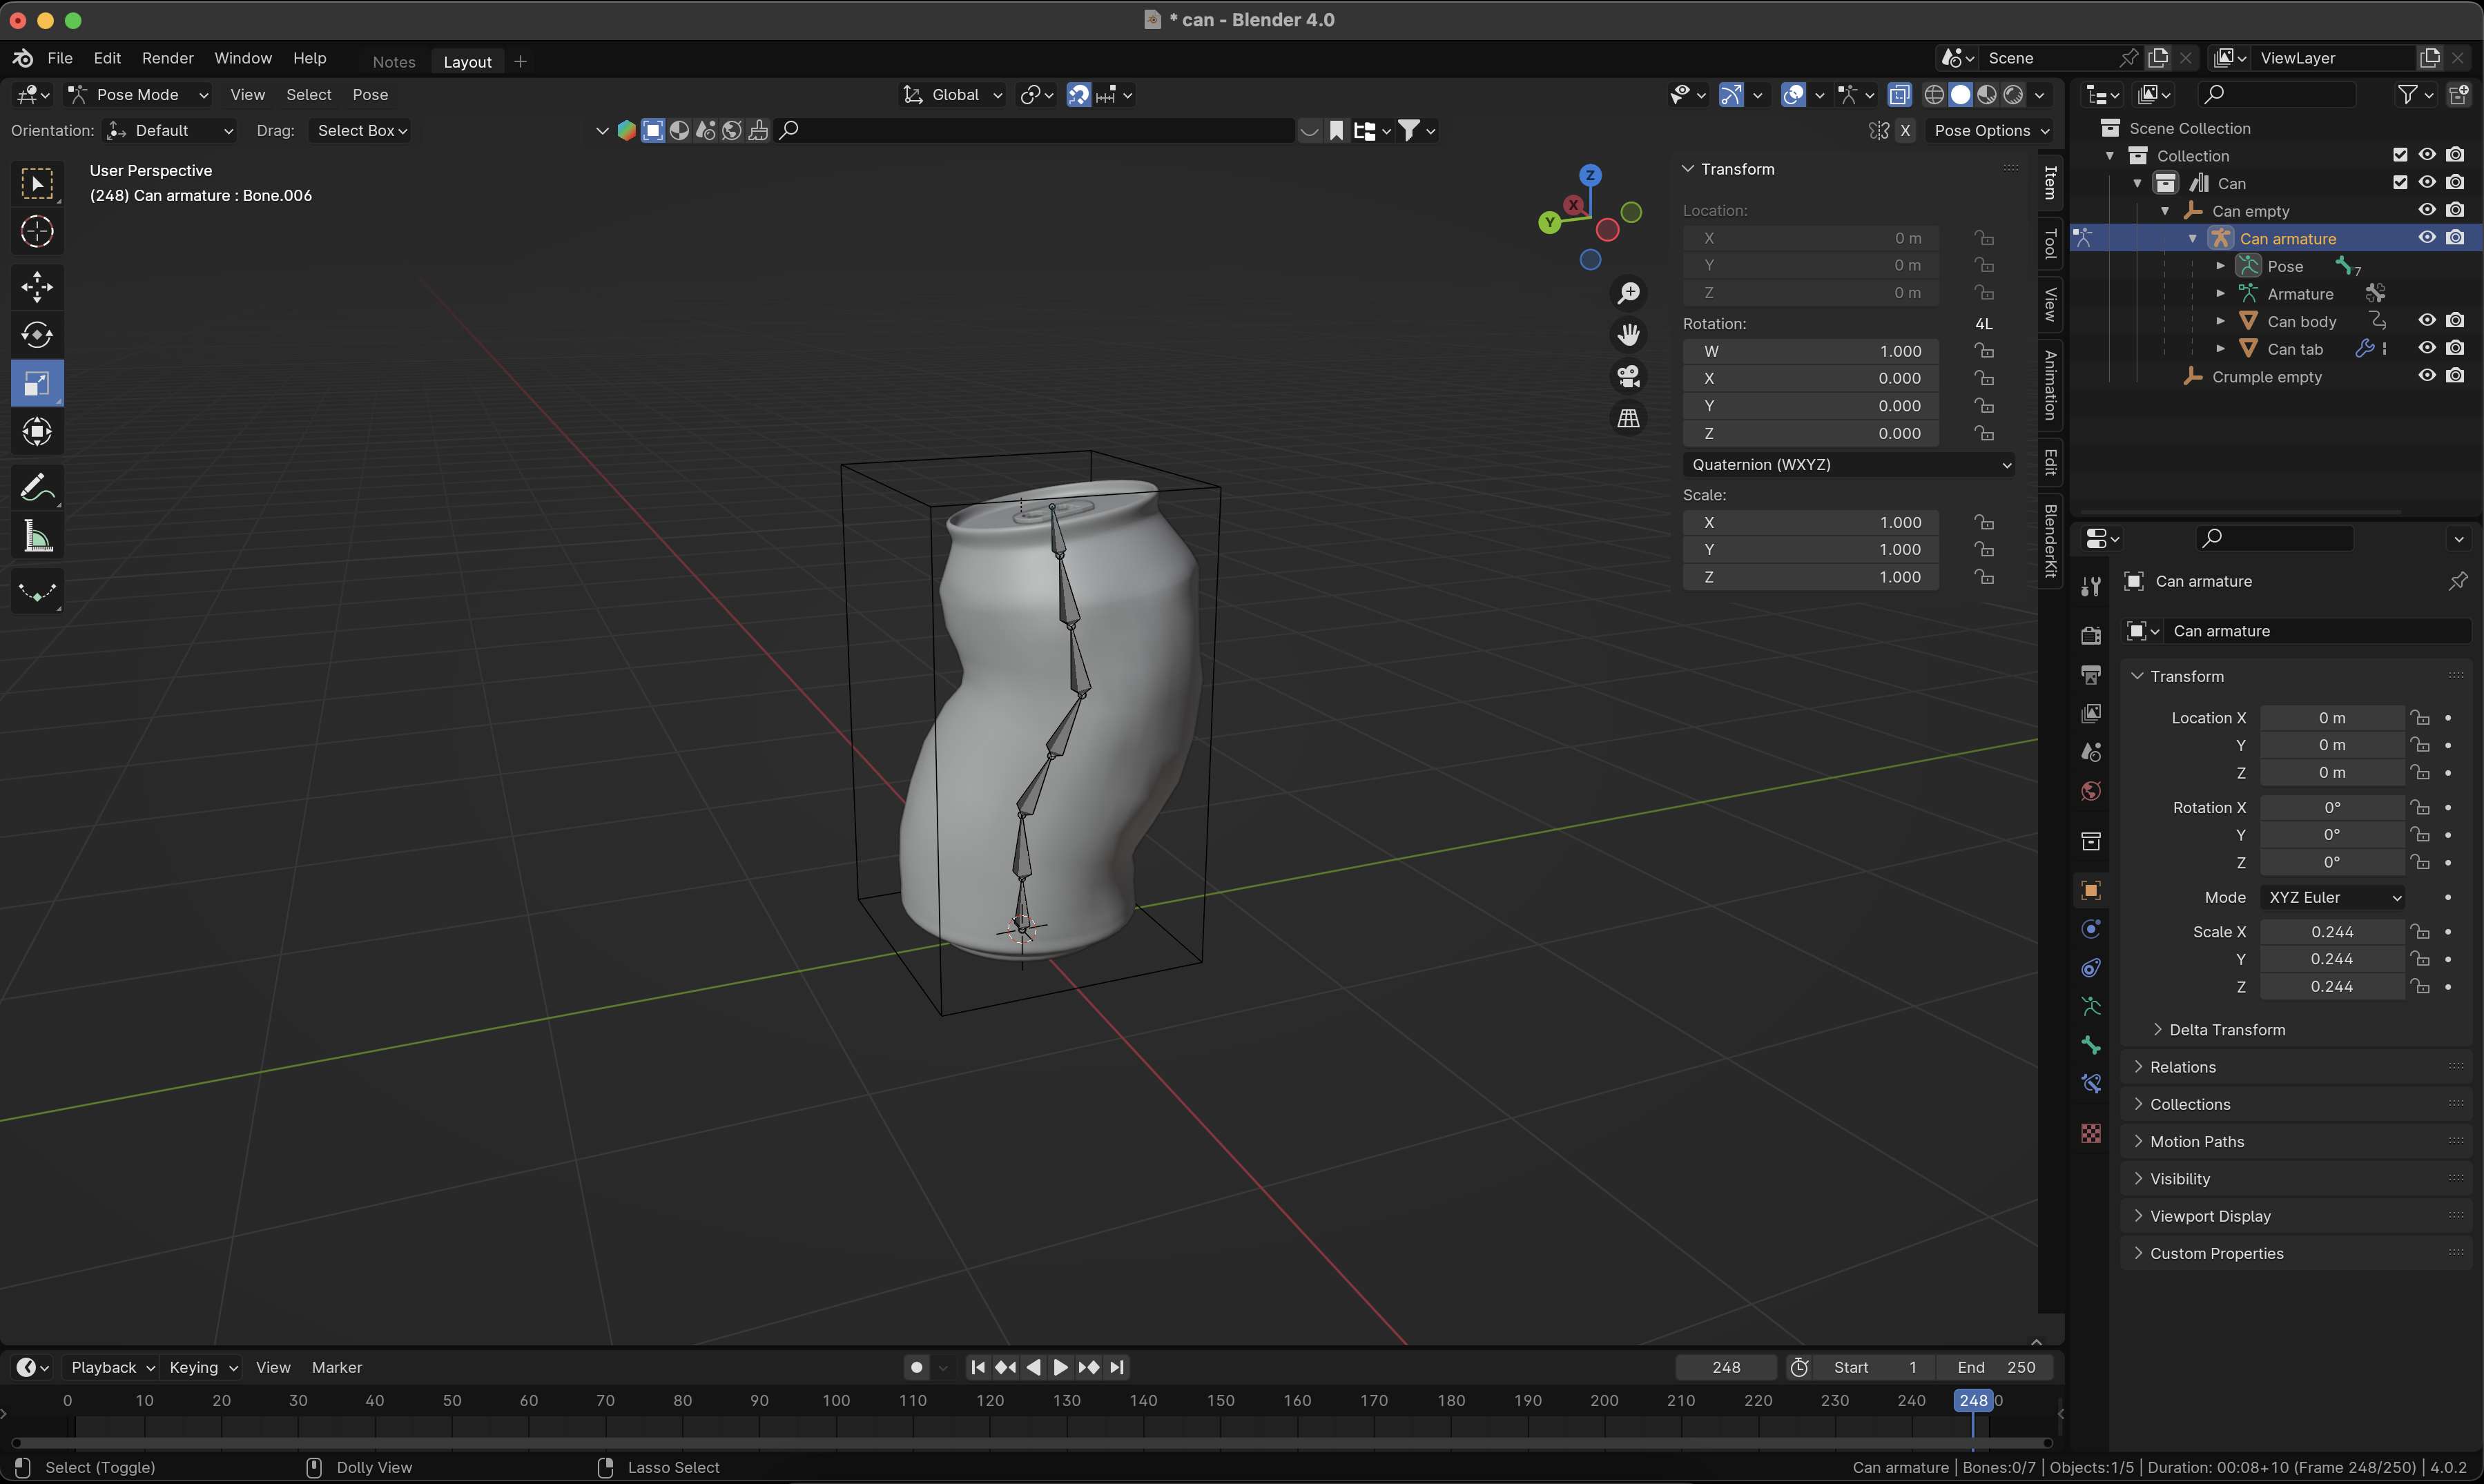 * can - Blender 4.0
File Edit Render Window Help Notes Layout + Scene ViewLayer
Pose Mode View Select Pose Global
Orientation: Default Drag: Select Box X Pose Options
User Perspective
(248) Can armature : Bone.006
Z
X
Y
Transform
Location:
X 0 m
Y 0 m
Z 0 m
Rotation: 4L
W 1.000
X 0.000
Y 0.000
Z 0.000
Quaternion (WXYZ)
Scale:
X 1.000
Y 1.000
Z 1.000
Item
Tool
View
Animation
Edit
BlenderKit
Scene Collection
Collection
Can
Can empty
Can armature
Pose 7
Armature
Can body
Can tab
Crumple empty
Can armature
Can armature
Transform
Location X 0 m
Y 0 m
Z 0 m
Rotation X 0°
Y 0°
Z 0°
Mode XYZ Euler
Scale X 0.244
Y 0.244
Z 0.244
Delta Transform
Relations
Collections
Motion Paths
Visibility
Viewport Display
Custom Properties
Playback Keying View Marker 248 Start 1 End 250
0 10 20 30 40 50 60 70 80 90 100 110 120 130 140 150 160 170 180 190 200 210 220 230 240 248 0
Select (Toggle) Dolly View Lasso Select Can armature | Bones:0/7 | Objects:1/5 | Duration: 00:08+10 (Frame 248/250) | 4.0.2